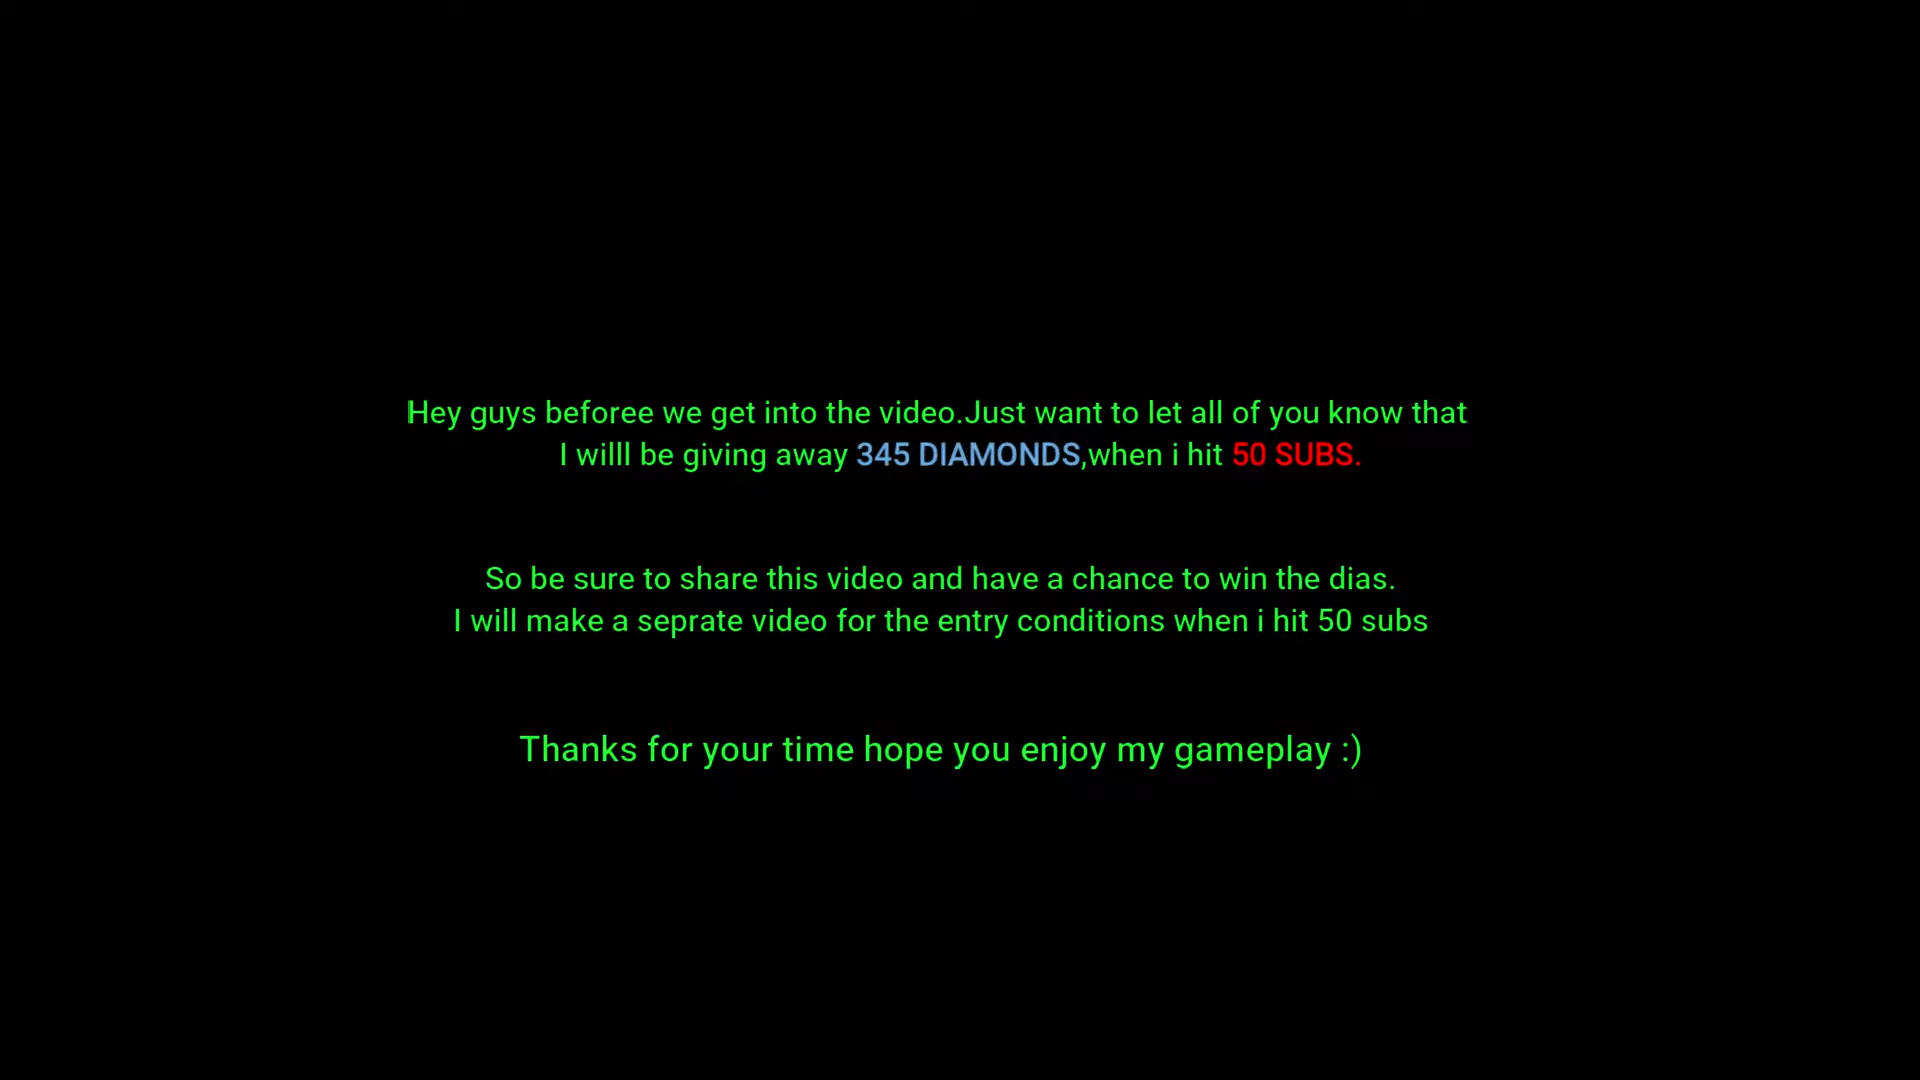 Hey guys beforee we get into the video.Just want to let all of you know that
I willl be giving away 345 DIAMONDS,when i hit 50 SUBS.
So be sure to share this video and have a chance to win the dias.
I will make a seprate video for the entry conditions when i hit 50 subs
Thanks for your time hope you enjoy my gameplay :)